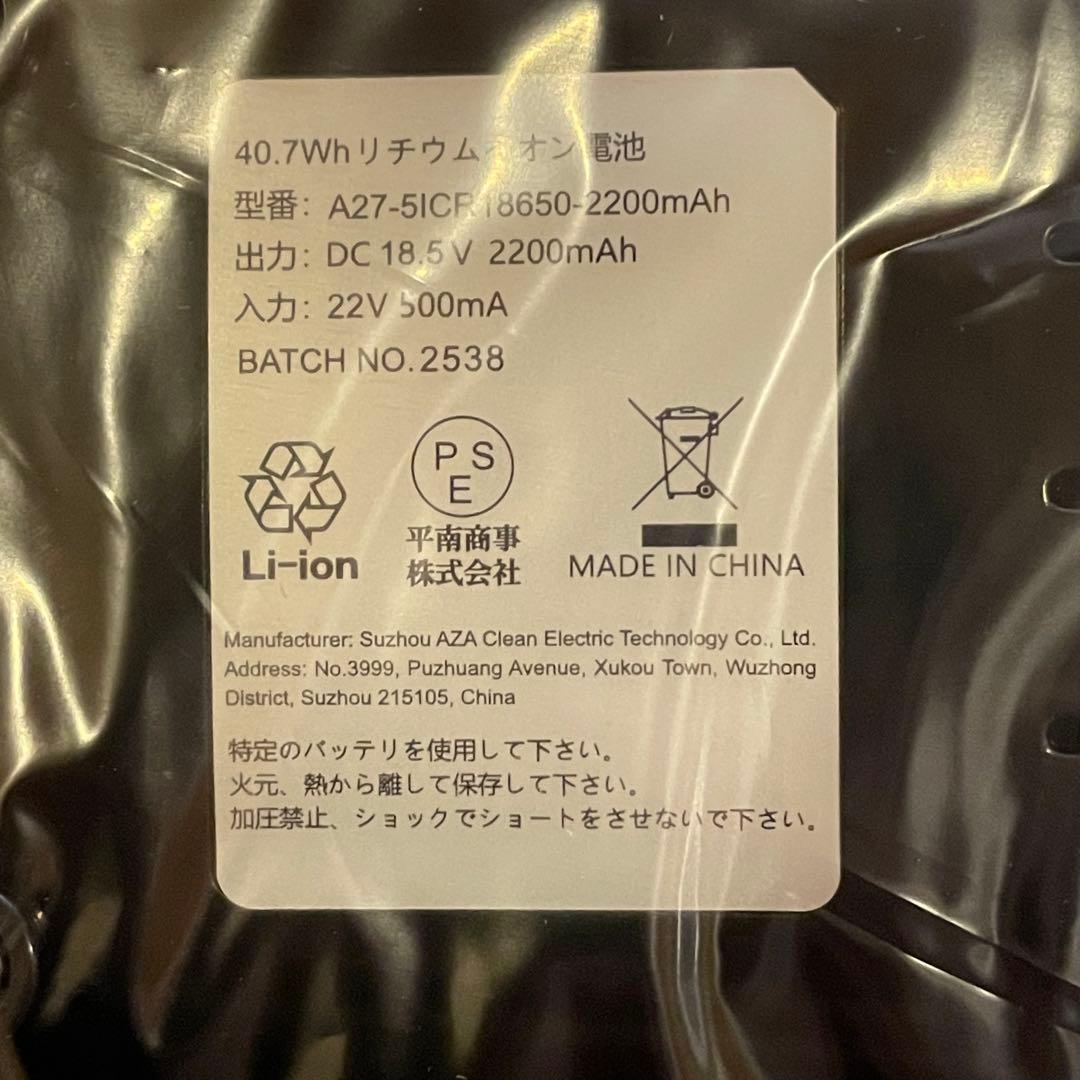 40.7Whリチウムイオン電池
型番: A27-5ICR18650-2200mAh
出力: DC 18.5V 2200mAh
入力: 22V 500mA
BATCH NO.2538
P S
E
Li-ion
平南商事
株式会社
MADE IN CHINA
Manufacturer: Suzhou AZA Clean Electric Technology Co., Ltd.
Address: No.3999, Puzhuang Avenue, Xukou Town, Wuzhong
District, Suzhou 215105, China
特定のバッテリを使用して下さい。
火元、熱から離して保存して下さい。
加圧禁止、ショックでショートをさせないで下さい。